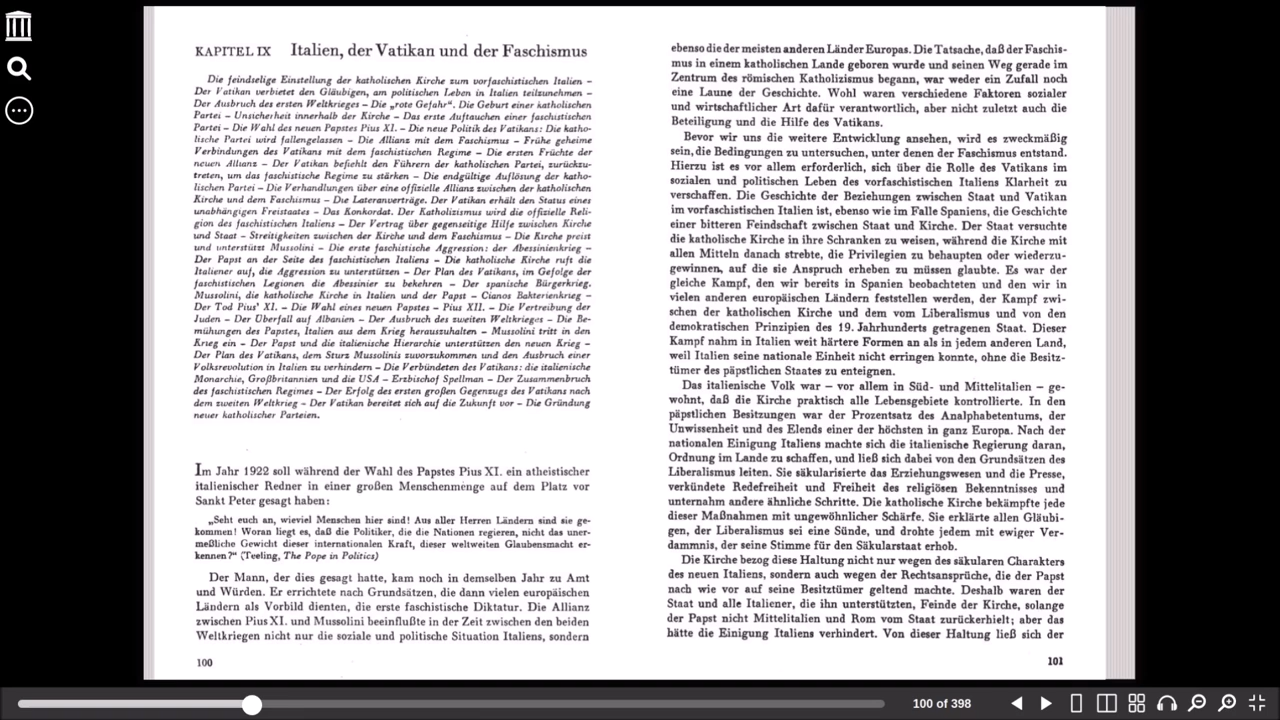 KAPITEL IX Italien, der Vatikan und der Faschismus
Die feindselige Einstellung der katholischen Kirche zum vorfaschistischen Italien –
Der Vatikan verbietet den Gläubigen, am politischen Leben in Italien teilzunehmen –
Der Ausbruch des ersten Weltkrieges – Die „rote Gefahr“. Die Geburt einer katholischen
Partei – Unsicherheit innerhalb der Kirche – Das erste Auftauchen einer faschistischen
Partei – Die Wahl des neuen Papstes Pius XI. – Die neue Politik des Vatikans: Die katho-
lische Partei wird fallengelassen – Die Allianz mit dem Faschismus – Frühe geheime
Verbindungen des Vatikans mit dem faschistischen Regime – Die ersten Früchte der
neuen Allianz – Der Vatikan befiehlt den Führern der katholischen Partei, zurückzu-
treten, um das faschistische Regime zu stärken – Die endgültige Auflösung der katho-
lischen Partei – Die Verhandlungen über eine offizielle Allianz zwischen der katholischen
Kirche und dem Faschismus – Die Lateranverträge. Der Vatikan erhält den Status eines
unabhängigen Freistaates – Das Konkordat. Der Katholizismus wird die offizielle Reli-
gion des faschistischen Italiens – Der Vertrag über gegenseitige Hilfe zwischen Kirche
und Staat – Streitigkeiten zwischen der Kirche und dem Faschismus – Die Kirche preist
und unterstützt Mussolini – Die erste faschistische Aggression: der Abessinienkrieg –
Der Papst an der Seite des faschistischen Italiens – Die katholische Kirche ruft die
Italiener auf, die Aggression zu unterstützen – Der Plan des Vatikans, im Gefolge der
faschistischen Legionen die Abessinier zu bekehren – Der spanische Bürgerkrieg.
Mussolini, die katholische Kirche in Italien und der Papst – Cianos Bakterienkrieg –
Der Tod Pius' XI. – Die Wahl eines neuen Papstes – Pius XII. – Die Vertreibung der
Juden – Der Überfall auf Albanien – Der Ausbruch des zweiten Weltkrieges – Die Be-
mühungen des Papstes, Italien aus dem Krieg herauszuhalten – Mussolini tritt in den
Krieg ein – Der Papst und die italienische Hierarchie unterstützen den neuen Krieg –
Der Plan des Vatikans, dem Sturz Mussolinis zuvorzukommen und den Ausbruch einer
Volksrevolution in Italien zu verhindern – Die Verbündeten des Vatikans: die italienische
Monarchie, Großbritannien und die USA – Erzbischof Spellman – Der Zusammenbruch
des faschistischen Regimes – Der Erfolg des ersten großen Gegenzugs des Vatikans nach
dem zweiten Weltkrieg – Der Vatikan bereitet sich auf die Zukunft vor – Die Gründung
neuer katholischer Parteien.
Im Jahr 1922 soll während der Wahl des Papstes Pius XI. ein atheistischer
italienischer Redner in einer großen Menschenmenge auf dem Platz vor
Sankt Peter gesagt haben:
„Seht euch an, wieviel Menschen hier sind! Aus aller Herren Ländern sind sie ge-
kommen! Woran liegt es, daß die Politiker, die die Nationen regieren, nicht das uner-
meßliche Gewicht dieser internationalen Kraft, dieser weltweiten Glaubensmacht er-
kennen?“ (Teeling, The Pope in Politics)
Der Mann, der dies gesagt hatte, kam noch in demselben Jahr zu Amt
und Würden. Er errichtete nach Grundsätzen, die dann vielen europäischen
Ländern als Vorbild dienten, die erste faschistische Diktatur. Die Allianz
zwischen Pius XI. und Mussolini beeinflußte in der Zeit zwischen den beiden
Weltkriegen nicht nur die soziale und politische Situation Italiens, sondern
100
ebenso die der meisten anderen Länder Europas. Die Tatsache, daß der Faschis-
mus in einem katholischen Lande geboren wurde und seinen Weg gerade im
Zentrum des römischen Katholizismus begann, war weder ein Zufall noch
eine Laune der Geschichte. Wohl waren verschiedene Faktoren sozialer
und wirtschaftlicher Art dafür verantwortlich, aber nicht zuletzt auch die
Beteiligung und die Hilfe des Vatikans.
Bevor wir uns die weitere Entwicklung ansehen, wird es zweckmäßig
sein, die Bedingungen zu untersuchen, unter denen der Faschismus entstand.
Hierzu ist es vor allem erforderlich, sich über die Rolle des Vatikans im
sozialen und politischen Leben des vorfaschistischen Italiens Klarheit zu
verschaffen. Die Geschichte der Beziehungen zwischen Staat und Vatikan
im vorfaschistischen Italien ist, ebenso wie im Falle Spaniens, die Geschichte
einer bitteren Feindschaft zwischen Staat und Kirche. Der Staat versuchte
die katholische Kirche in ihre Schranken zu weisen, während die Kirche mit
allen Mitteln danach strebte, die Privilegien zu behaupten oder wiederzu-
gewinnen, auf die sie Anspruch erheben zu müssen glaubte. Es war der
gleiche Kampf, den wir bereits in Spanien beobachteten und den wir in
vielen anderen europäischen Ländern feststellen werden, der Kampf zwi-
schen der katholischen Kirche und dem vom Liberalismus und von den
demokratischen Prinzipien des 19. Jahrhunderts getragenen Staat. Dieser
Kampf nahm in Italien weit härtere Formen an als in jedem anderen Land,
weil Italien seine nationale Einheit nicht erringen konnte, ohne die Besitz-
tümer des päpstlichen Staates zu enteignen.
Das italienische Volk war – vor allem in Süd- und Mittelitalien – ge-
wohnt, daß die Kirche praktisch alle Lebensgebiete kontrollierte. In den
päpstlichen Besitzungen war der Prozentsatz des Analphabetentums, der
Unwissenheit und des Elends einer der höchsten in ganz Europa. Nach der
nationalen Einigung Italiens machte sich die italienische Regierung daran,
Ordnung im Lande zu schaffen, und ließ sich dabei von den Grundsätzen des
Liberalismus leiten. Sie säkularisierte das Erziehungswesen und die Presse,
verkündete Redefreiheit und Freiheit des religiösen Bekenntnisses und
unternahm andere ähnliche Schritte. Die katholische Kirche bekämpfte jede
dieser Maßnahmen mit ungewöhnlicher Schärfe. Sie erklärte allen Gläubi-
gen, der Liberalismus sei eine Sünde, und drohte jedem mit ewiger Ver-
dammnis, der seine Stimme für den Säkularstaat erhob.
Die Kirche bezog diese Haltung nicht nur wegen des säkularen Charakters
des neuen Italiens, sondern auch wegen der Rechtsansprüche, die der Papst
nach wie vor auf seine Besitztümer geltend machte. Deshalb waren der
Staat und alle Italiener, die ihn unterstützten, Feinde der Kirche, solange
der Papst nicht Mittelitalien und Rom vom Staat zurückerhielt; aber das
hätte die Einigung Italiens verhindert. Von dieser Haltung ließ sich der
101
100 of 398